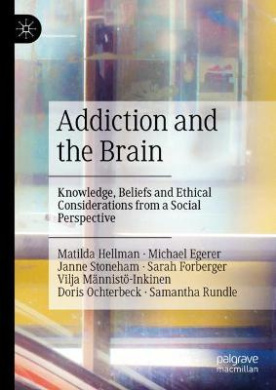 Addiction and
the Brain
Knowledge, Beliefs and Ethical
Considerations from a Social
Perspective
Matilda Hellman · Michael Egerer
Janne Stoneham · Sarah Forberger
Vilja Männistö-Inkinen
Doris Ochterbeck · Samantha Rundle
palgrave
macmillan